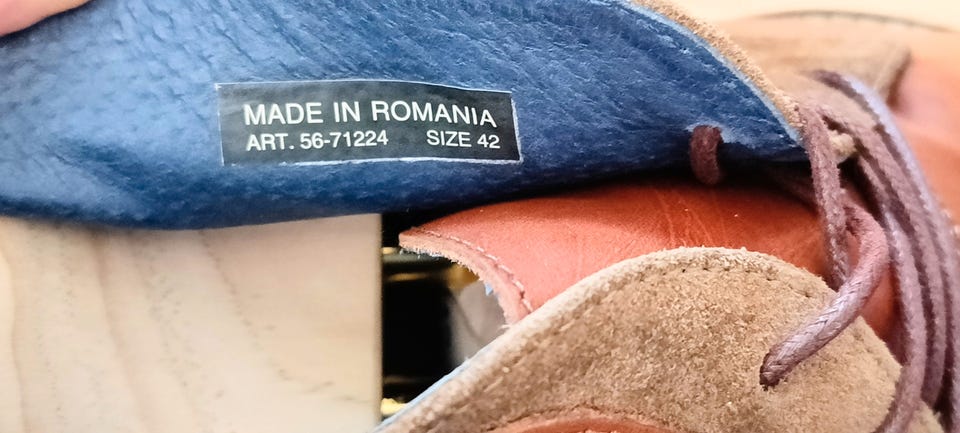 MADE IN ROMANIA
ART. 56-71224 SIZE 42